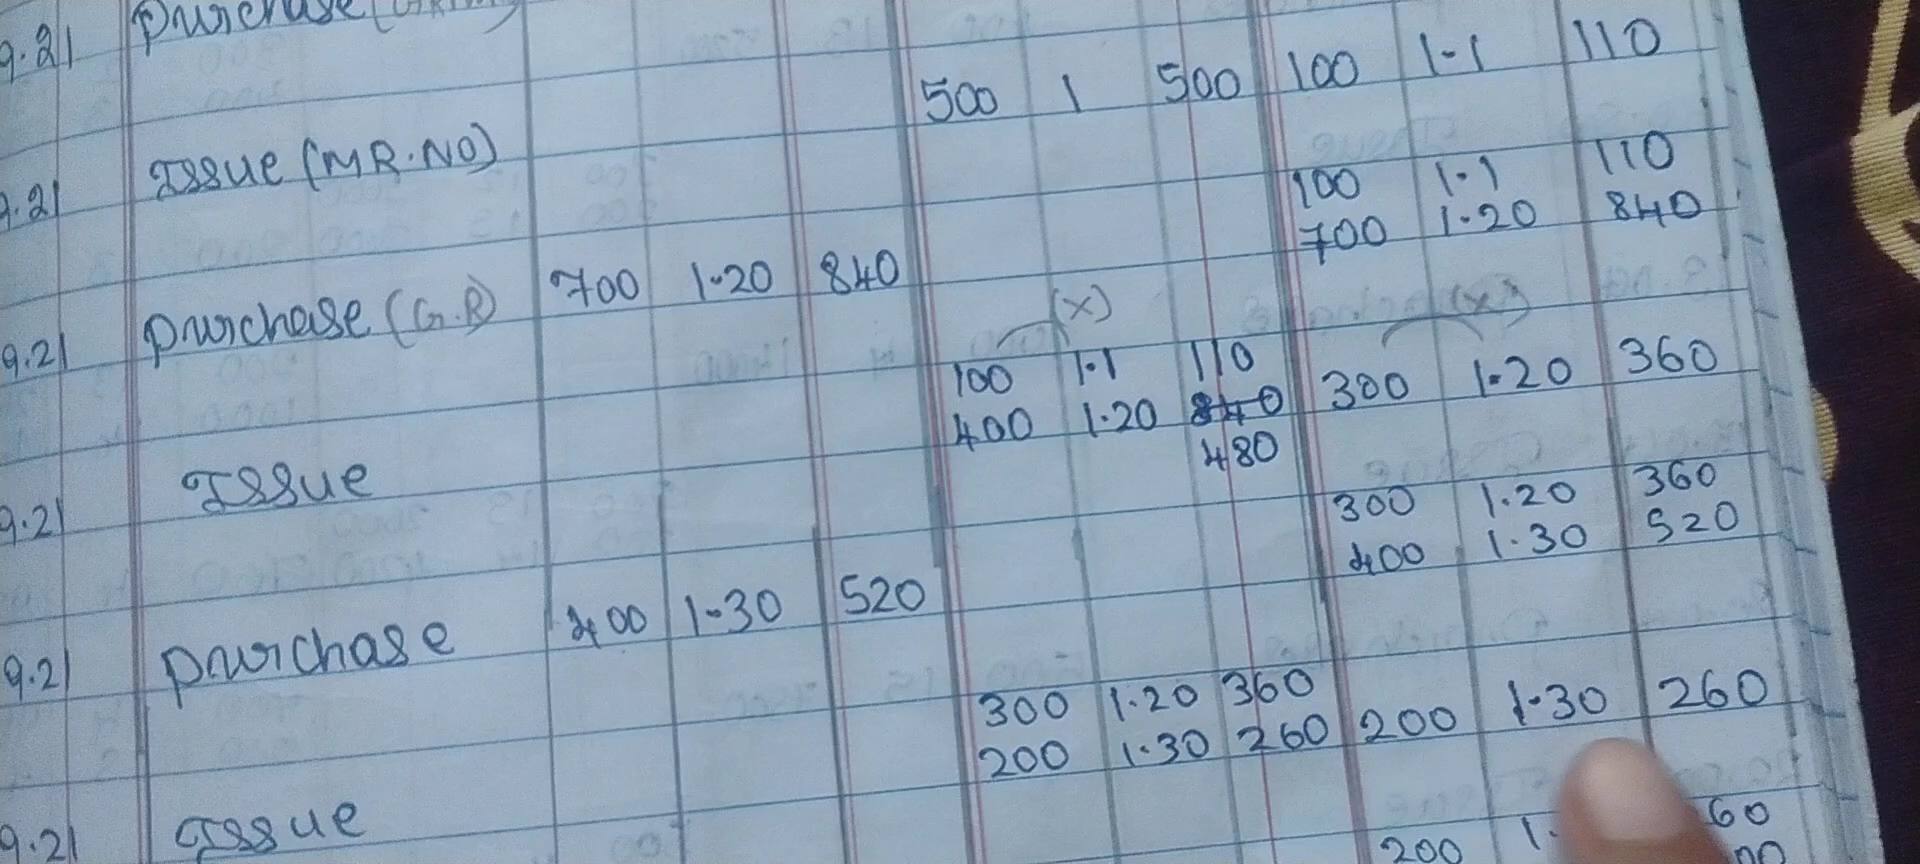 9.21 Purchase
500 1 500 100 1-1 110
9.21 Issue (MR.NO)
100 1.1 110
700 1.20 840
9.21 Purchase (G.R) 700 1-20 840
(x) (x)
100 1.1 110 300 1.20 360
400 1.20 840
480
9.21 Issue
300 1.20 360
400 1.30 520
9.21 Purchase 400 1-30 520
300 1.20 360
200 1.30 260 200 1.30 260
9.21 Issue
200 1. 60